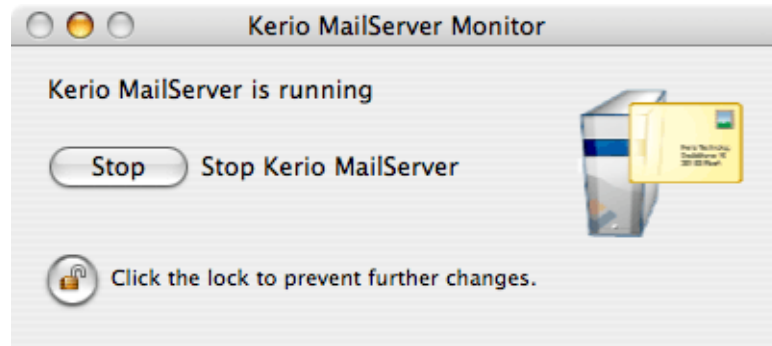 Kerio MailServer Monitor
Kerio MailServer is running
Stop
Stop Kerio MailServer
Click the lock to prevent further changes.